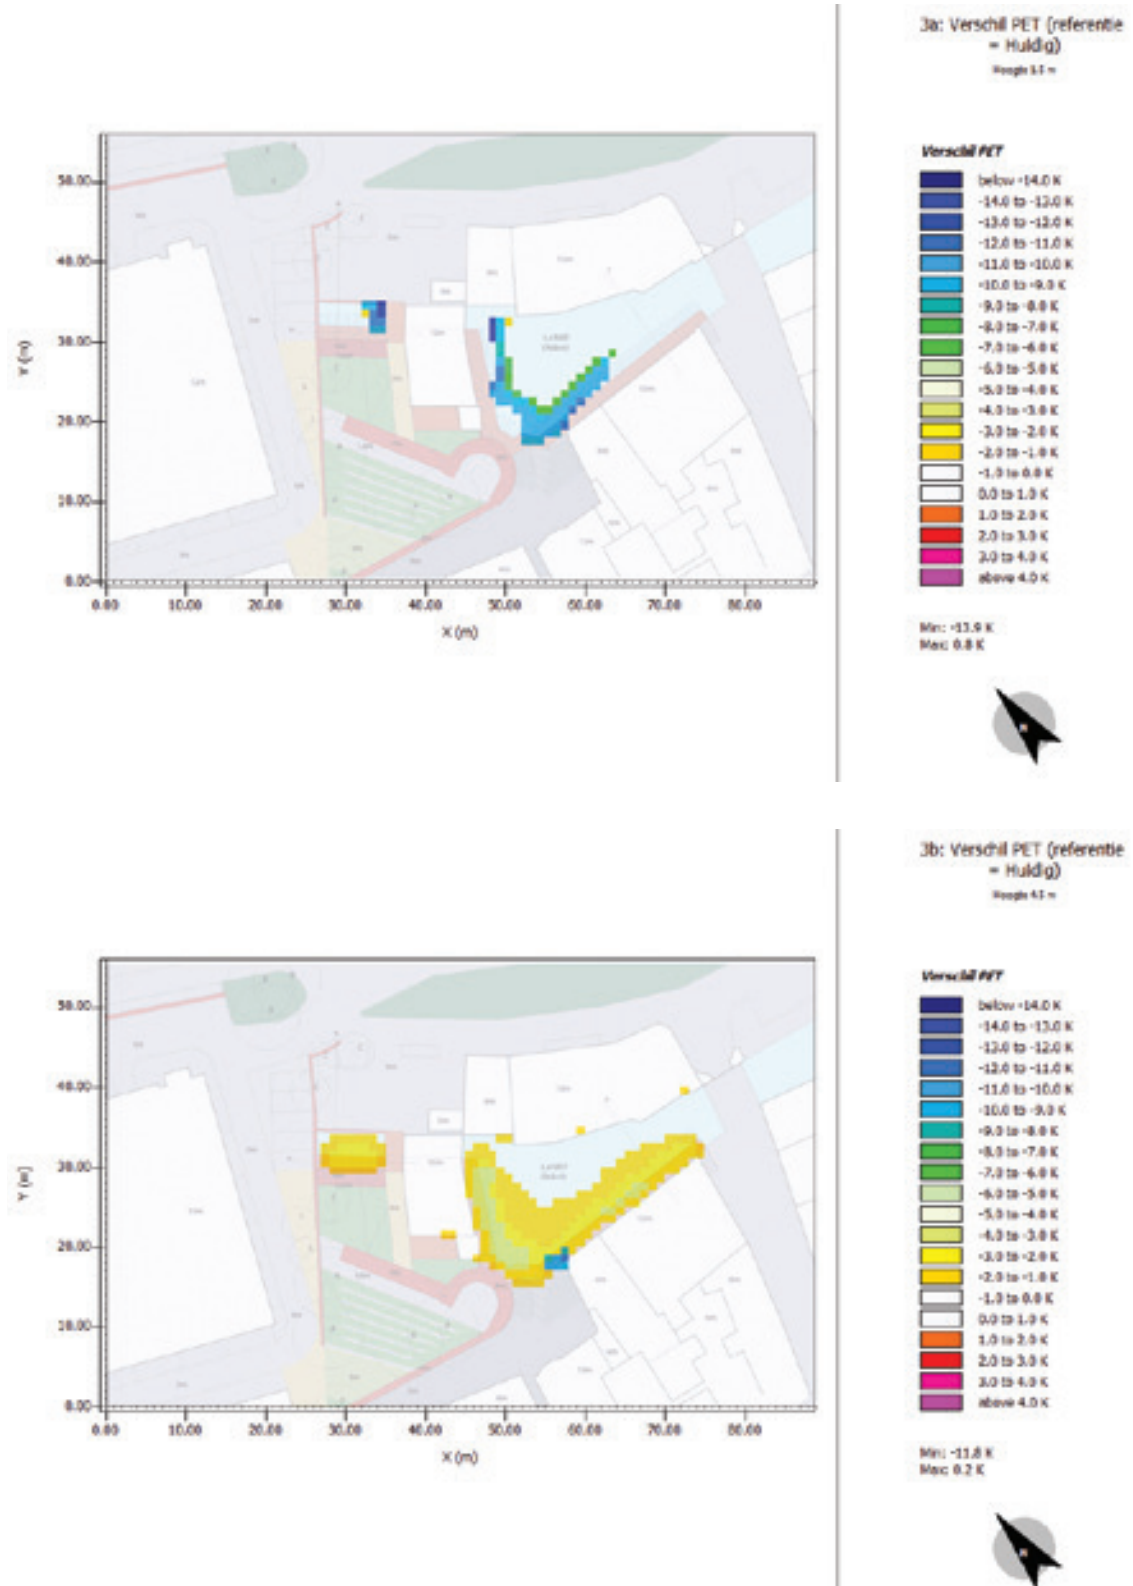 3a: Verschil PET (referentie
= Huidig)
Verschil PET
below -14.0 K
-14.0 to -13.0 K
-13.0 to -12.0 K
-12.0 to -11.0 K
-11.0 to -10.0 K
-10.0 to -9.0 K
-9.0 to -8.0 K
-8.0 to -7.0 K
-7.0 to -6.0 K
-6.0 to -5.0 K
-5.0 to -4.0 K
-4.0 to -3.0 K
-3.0 to -2.0 K
-2.0 to -1.0 K
-1.0 to 0.0 K
0.0 to 1.0 K
1.0 to 2.0 K
2.0 to 3.0 K
3.0 to 4.0 K
above 4.0 K
Min: -13.9 K
Max: 0.8 K
Y (m)
50.00
40.00
30.00
20.00
10.00
0.00
0.00 10.00 20.00 30.00 40.00 50.00 60.00 70.00 80.00
X (m)
3b: Verschil PET (referentie
= Huidig)
Verschil PET
below -14.0 K
-14.0 to -13.0 K
-13.0 to -12.0 K
-12.0 to -11.0 K
-11.0 to -10.0 K
-10.0 to -9.0 K
-9.0 to -8.0 K
-8.0 to -7.0 K
-7.0 to -6.0 K
-6.0 to -5.0 K
-5.0 to -4.0 K
-4.0 to -3.0 K
-3.0 to -2.0 K
-2.0 to -1.0 K
-1.0 to 0.0 K
0.0 to 1.0 K
1.0 to 2.0 K
2.0 to 3.0 K
3.0 to 4.0 K
above 4.0 K
Min: -11.8 K
Max: 0.2 K
Y (m)
50.00
40.00
30.00
20.00
10.00
0.00
0.00 10.00 20.00 30.00 40.00 50.00 60.00 70.00 80.00
X (m)